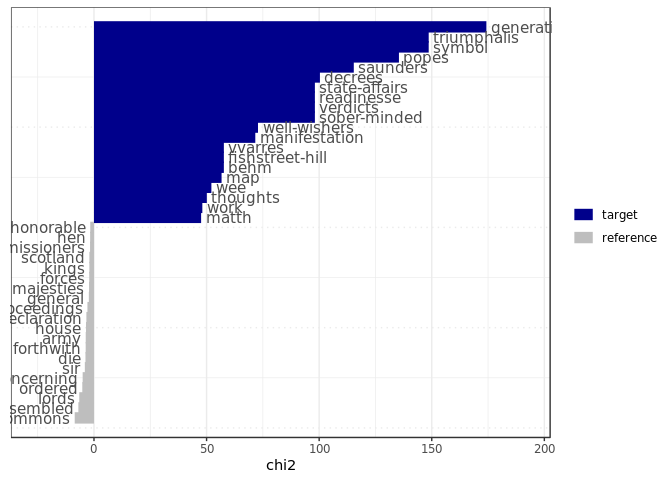 generati
triumphalis
symbol
popes
saunders
decrees
state-affairs
readinesse
verdicts
sober-minded
well-wishers
manifestation
vvarres
fishstreet-hill
behm
map
wee
thoughts
work
matth
honorable
hen
nissioners
scotland
kings
forces
majesties
general
oceedings
eclaration
house
army
forthwith
die
sir
ncerning
ordered
lords
sembled
ommons
target
reference
0 50 100 150 200
chi2